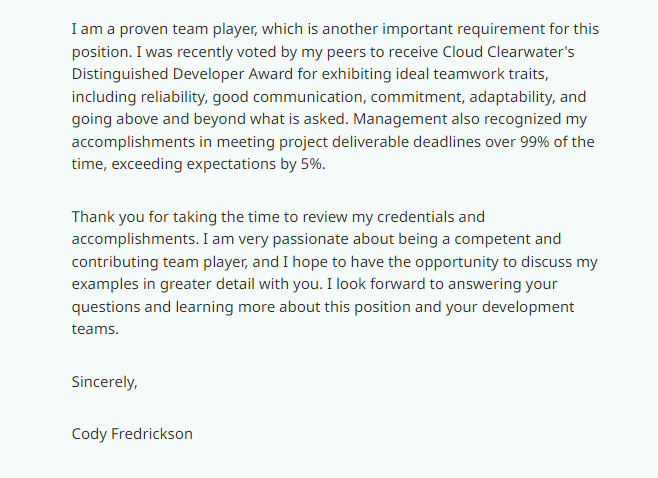 I am a proven team player, which is another important requirement for this
position. I was recently voted by my peers to receive Cloud Clearwater's
Distinguished Developer Award for exhibiting ideal teamwork traits,
including reliability, good communication, commitment, adaptability, and
going above and beyond what is asked. Management also recognized my
accomplishments in meeting project deliverable deadlines over 99% of the
time, exceeding expectations by 5%.
Thank you for taking the time to review my credentials and
accomplishments. I am very passionate about being a competent and
contributing team player, and I hope to have the opportunity to discuss my
examples in greater detail with you. I look forward to answering your
questions and learning more about this position and your development
teams.
Sincerely,
Cody Fredrickson